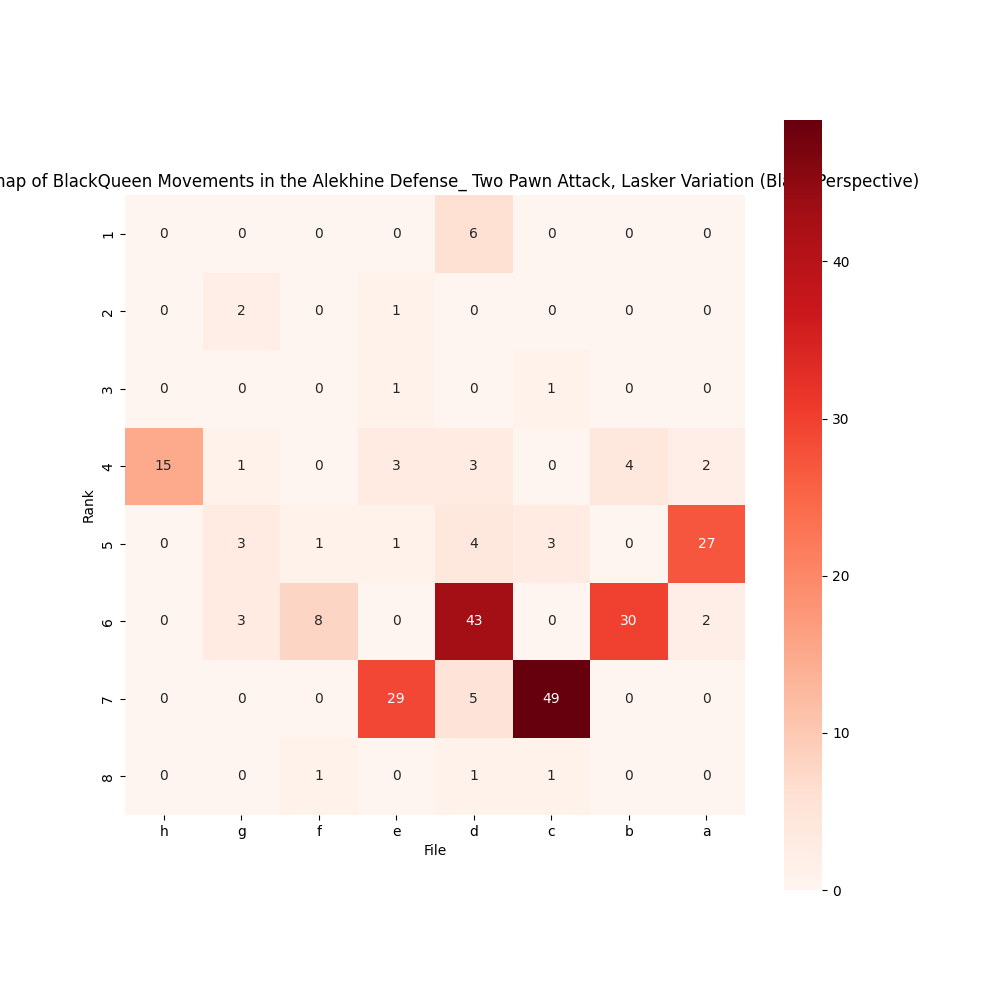 map of BlackQueen Movements in the Alekhine Defense_ Two Pawn Attack, Lasker Variation (Bla Perspective)
1 0 0 0 0 6 0 0 0
2 0 2 0 1 0 0 0 0
3 0 0 0 1 0 1 0 0
4 15 1 0 3 3 0 4 2
5 0 3 1 1 4 3 0 27
6 0 3 8 0 43 0 30 2
7 0 0 0 29 5 49 0 0
8 0 0 1 0 1 1 0 0
h g f e d c b a
File
Rank
40
30
20
10
0